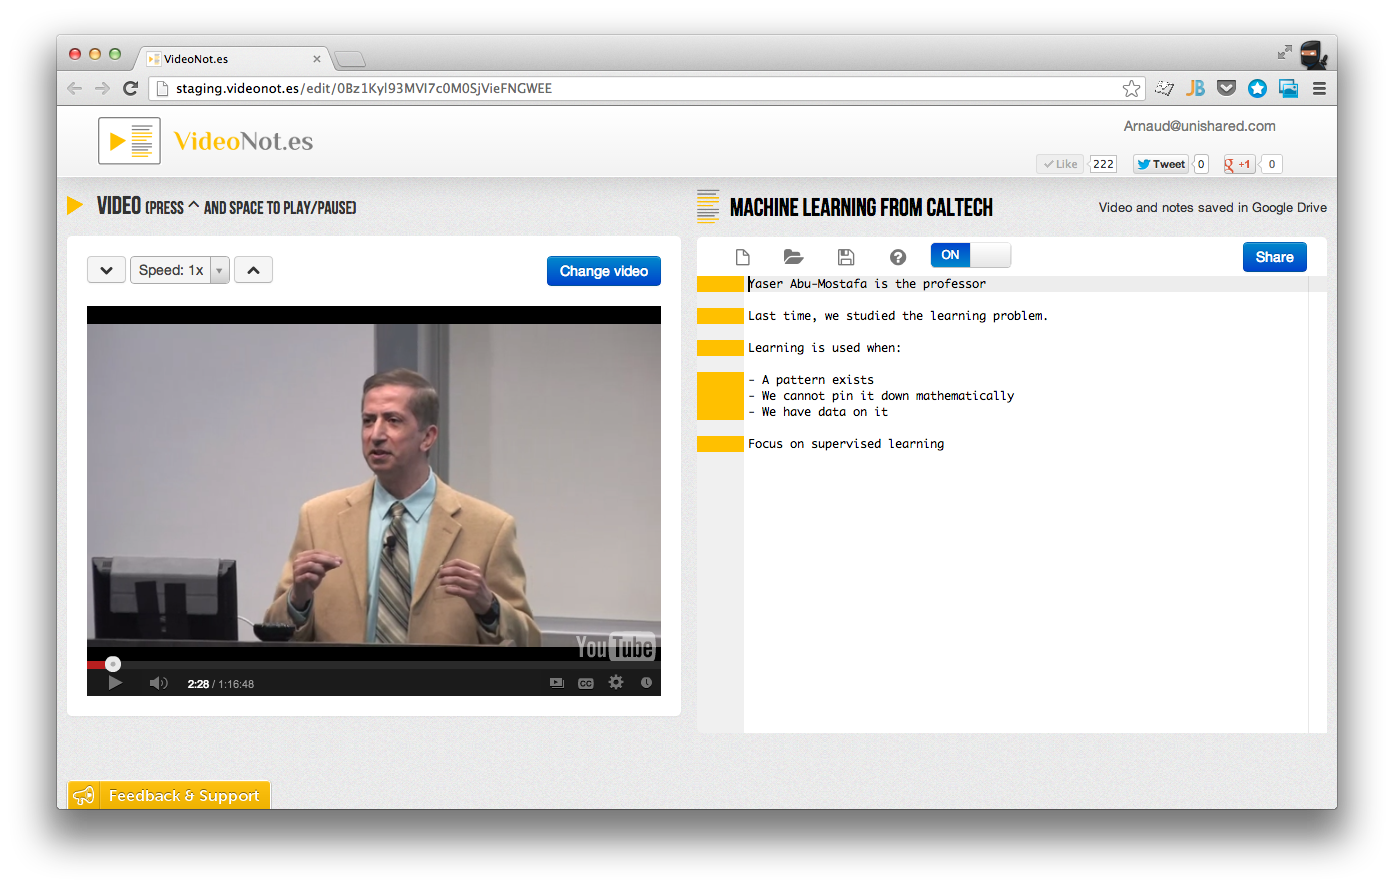 VideoNot.es
staging.videonot.es/edit/0Bz1KyI93MVI7c0M0SjVieFNGWEE
JB
VideoNot.es
Arnaud@unishared.com
Like 222 Tweet 0 +1 0
VIDEO (PRESS ^ AND SPACE TO PLAY/PAUSE)
MACHINE LEARNING FROM CALTECH
Video and notes saved in Google Drive
Speed: 1x
Change video
ON
Share
Yaser Abu-Mostafa is the professor
Last time, we studied the learning problem.
Learning is used when:
- A pattern exists
- We cannot pin it down mathematically
- We have data on it
Focus on supervised learning
YouTube
2:28 / 1:16:48
CC
Feedback & Support